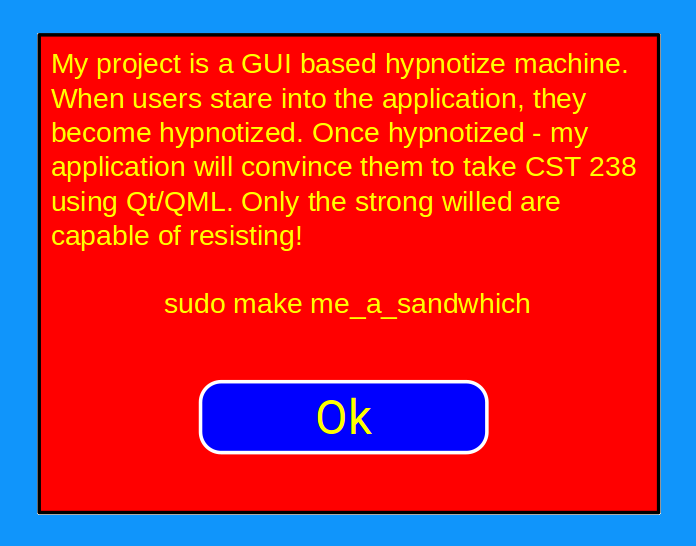 My project is a GUI based hypnotize machine.
When users stare into the application, they
become hypnotized. Once hypnotized - my
application will convince them to take CST 238
using Qt/QML. Only the strong willed are
capable of resisting!
sudo make me_a_sandwhich
Ok